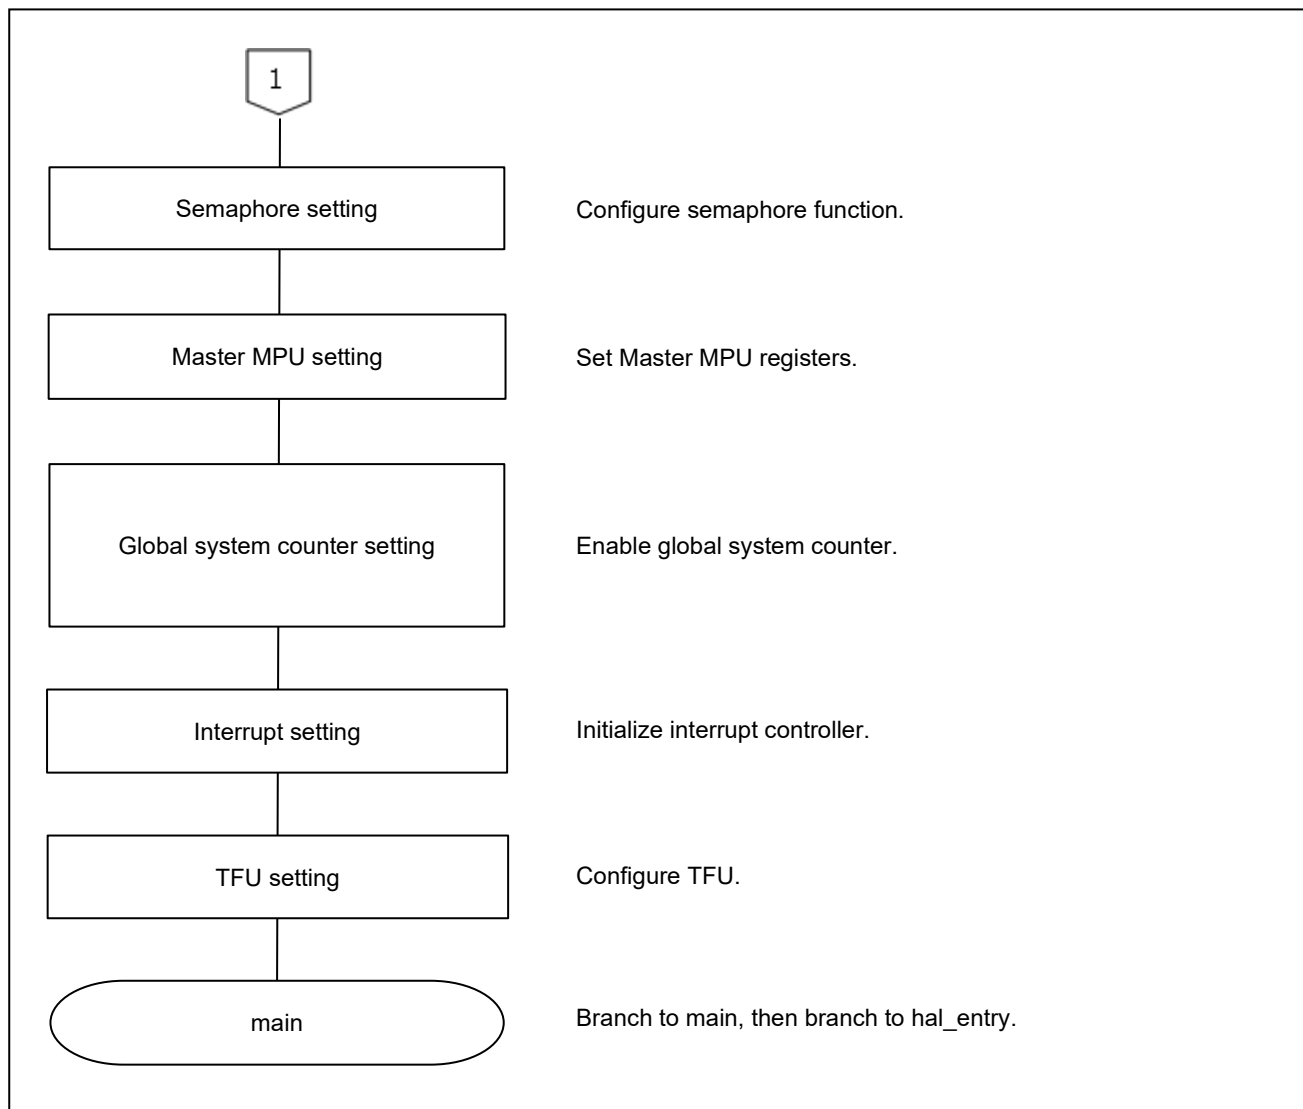 1
Semaphore setting
Configure semaphore function.
Master MPU setting
Set Master MPU registers.
Global system counter setting
Enable global system counter.
Interrupt setting
Initialize interrupt controller.
TFU setting
Configure TFU.
main
Branch to main, then branch to hal_entry.